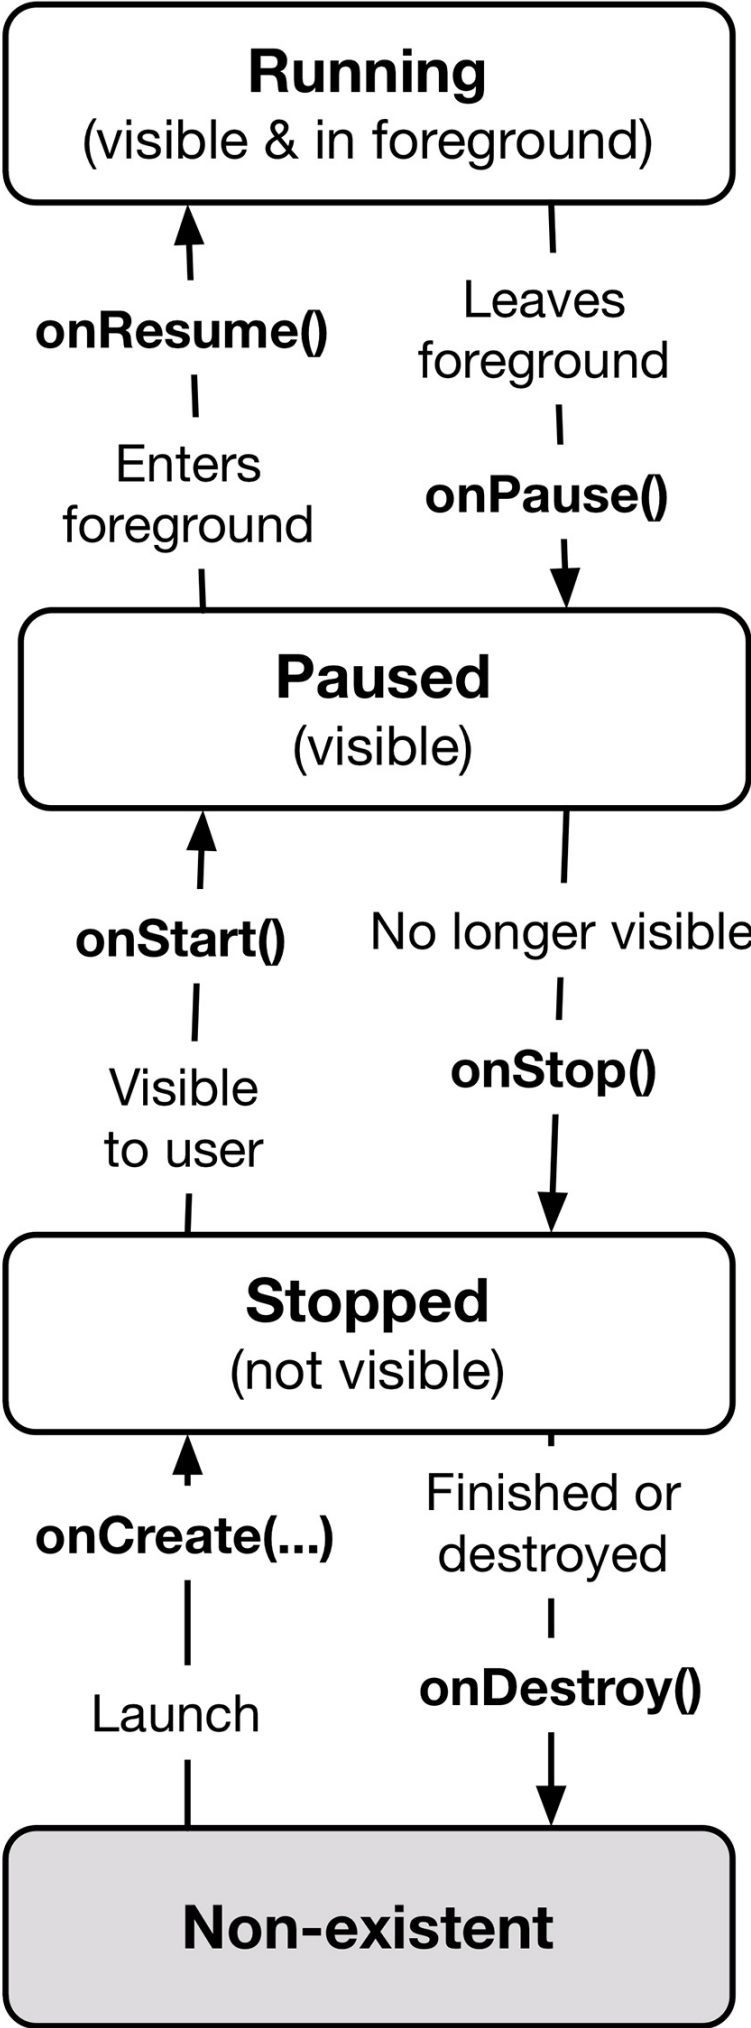 Running
(visible & in foreground)
onResume()
Enters
foreground
Leaves
foreground
onPause()
Paused
(visible)
onStart()
Visible
to user
No longer visible
onStop()
Stopped
(not visible)
onCreate(...)
Launch
Finished or
destroyed
onDestroy()
Non-existent